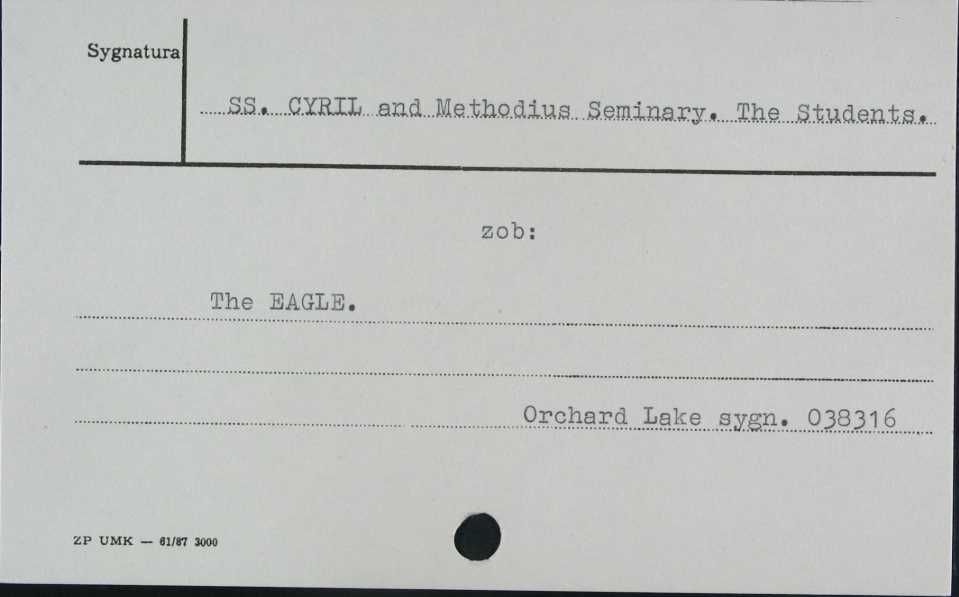 Sygnatura
SS. CYRIL and Methodius Seminary. The Students.
zob:
The EAGLE.
Orchard Lake sygn. 038316
ZP UMK — 61/87 3000